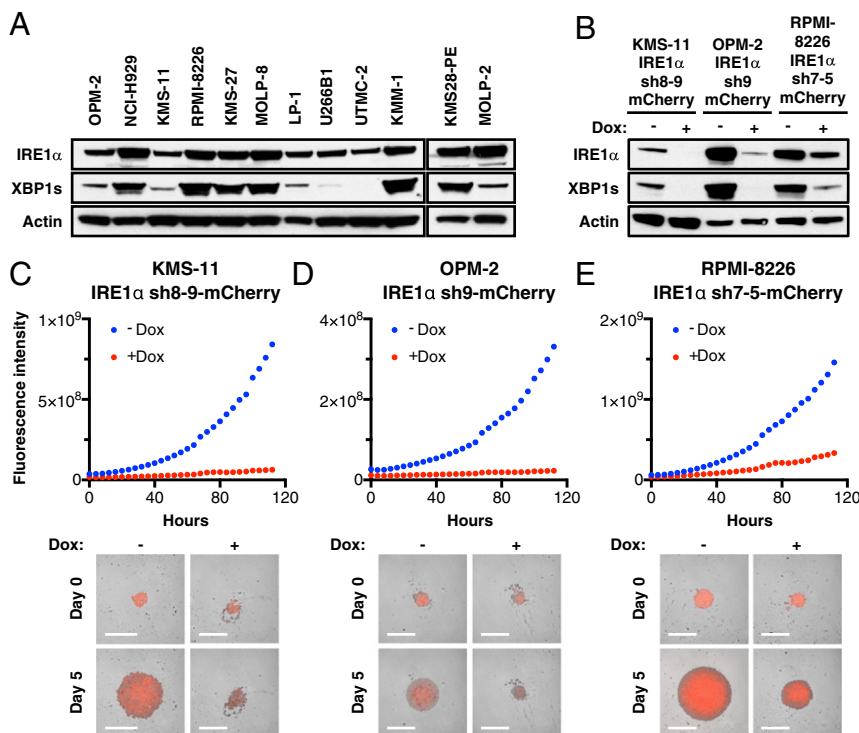 A
OPM-2
NCI-H929
KMS-11
RPMI-8226
KMS-27
MOLP-8
LP-1
U266B1
UTMC-2
KMM-1
KMS28-PE
MOLP-2
IRE1α
XBP1s
Actin
B
KMS-11
IRE1α
sh8-9
mCherry
OPM-2
IRE1α
sh9
mCherry
RPMI-
8226
IRE1α
sh7-5
mCherry
Dox: - + - + - +
IRE1α
XBP1s
Actin
C
KMS-11
IRE1α sh8-9-mCherry
Fluorescence intensity
1×10⁹
5×10⁸
0
- Dox
+Dox
0 40 80 120
Hours
Dox: - +
Day 0
Day 5
D
OPM-2
IRE1α sh9-mCherry
4×10⁸
2×10⁸
0
- Dox
+Dox
0 40 80 120
Hours
Dox: - +
Day 0
Day 5
E
RPMI-8226
IRE1α sh7-5-mCherry
2×10⁹
1×10⁹
0
- Dox
+Dox
0 40 80 120
Hours
Dox: - +
Day 0
Day 5